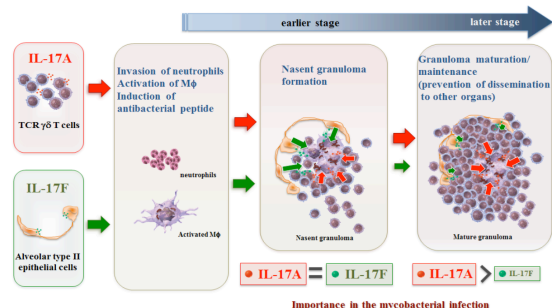 earlier stage
later stage
IL-17A
TCR γδ T cells
IL-17F
Alveolar type II
epithelial cells
Invasion of neutrophils
Activation of Mϕ
Induction of
antibacterial peptide
neutrophils
Activated Mϕ
Nasent granuloma
formation
Nasent granuloma
Granuloma maturation/
maintenance
(prevention of dissemination
to other organs)
Mature granuloma
IL-17A = IL-17F
IL-17A > IL-17F
Importance in the mycobacterial infection